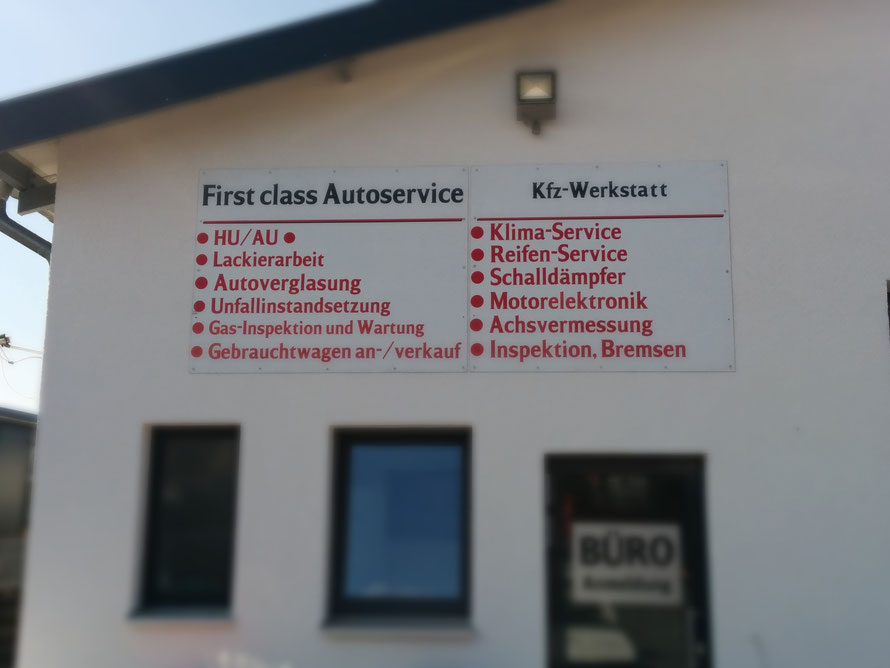 First class Autoservice
• HU/AU •
• Lackierarbeit
• Autoverglasung
• Unfallinstandsetzung
• Gas-Inspektion und Wartung
• Gebrauchtwagen an-/verkauf
Kfz-Werkstatt
• Klima-Service
• Reifen-Service
• Schalldämpfer
• Motorelektronik
• Achsvermessung
• Inspektion, Bremsen
BÜRO
Anmeldung